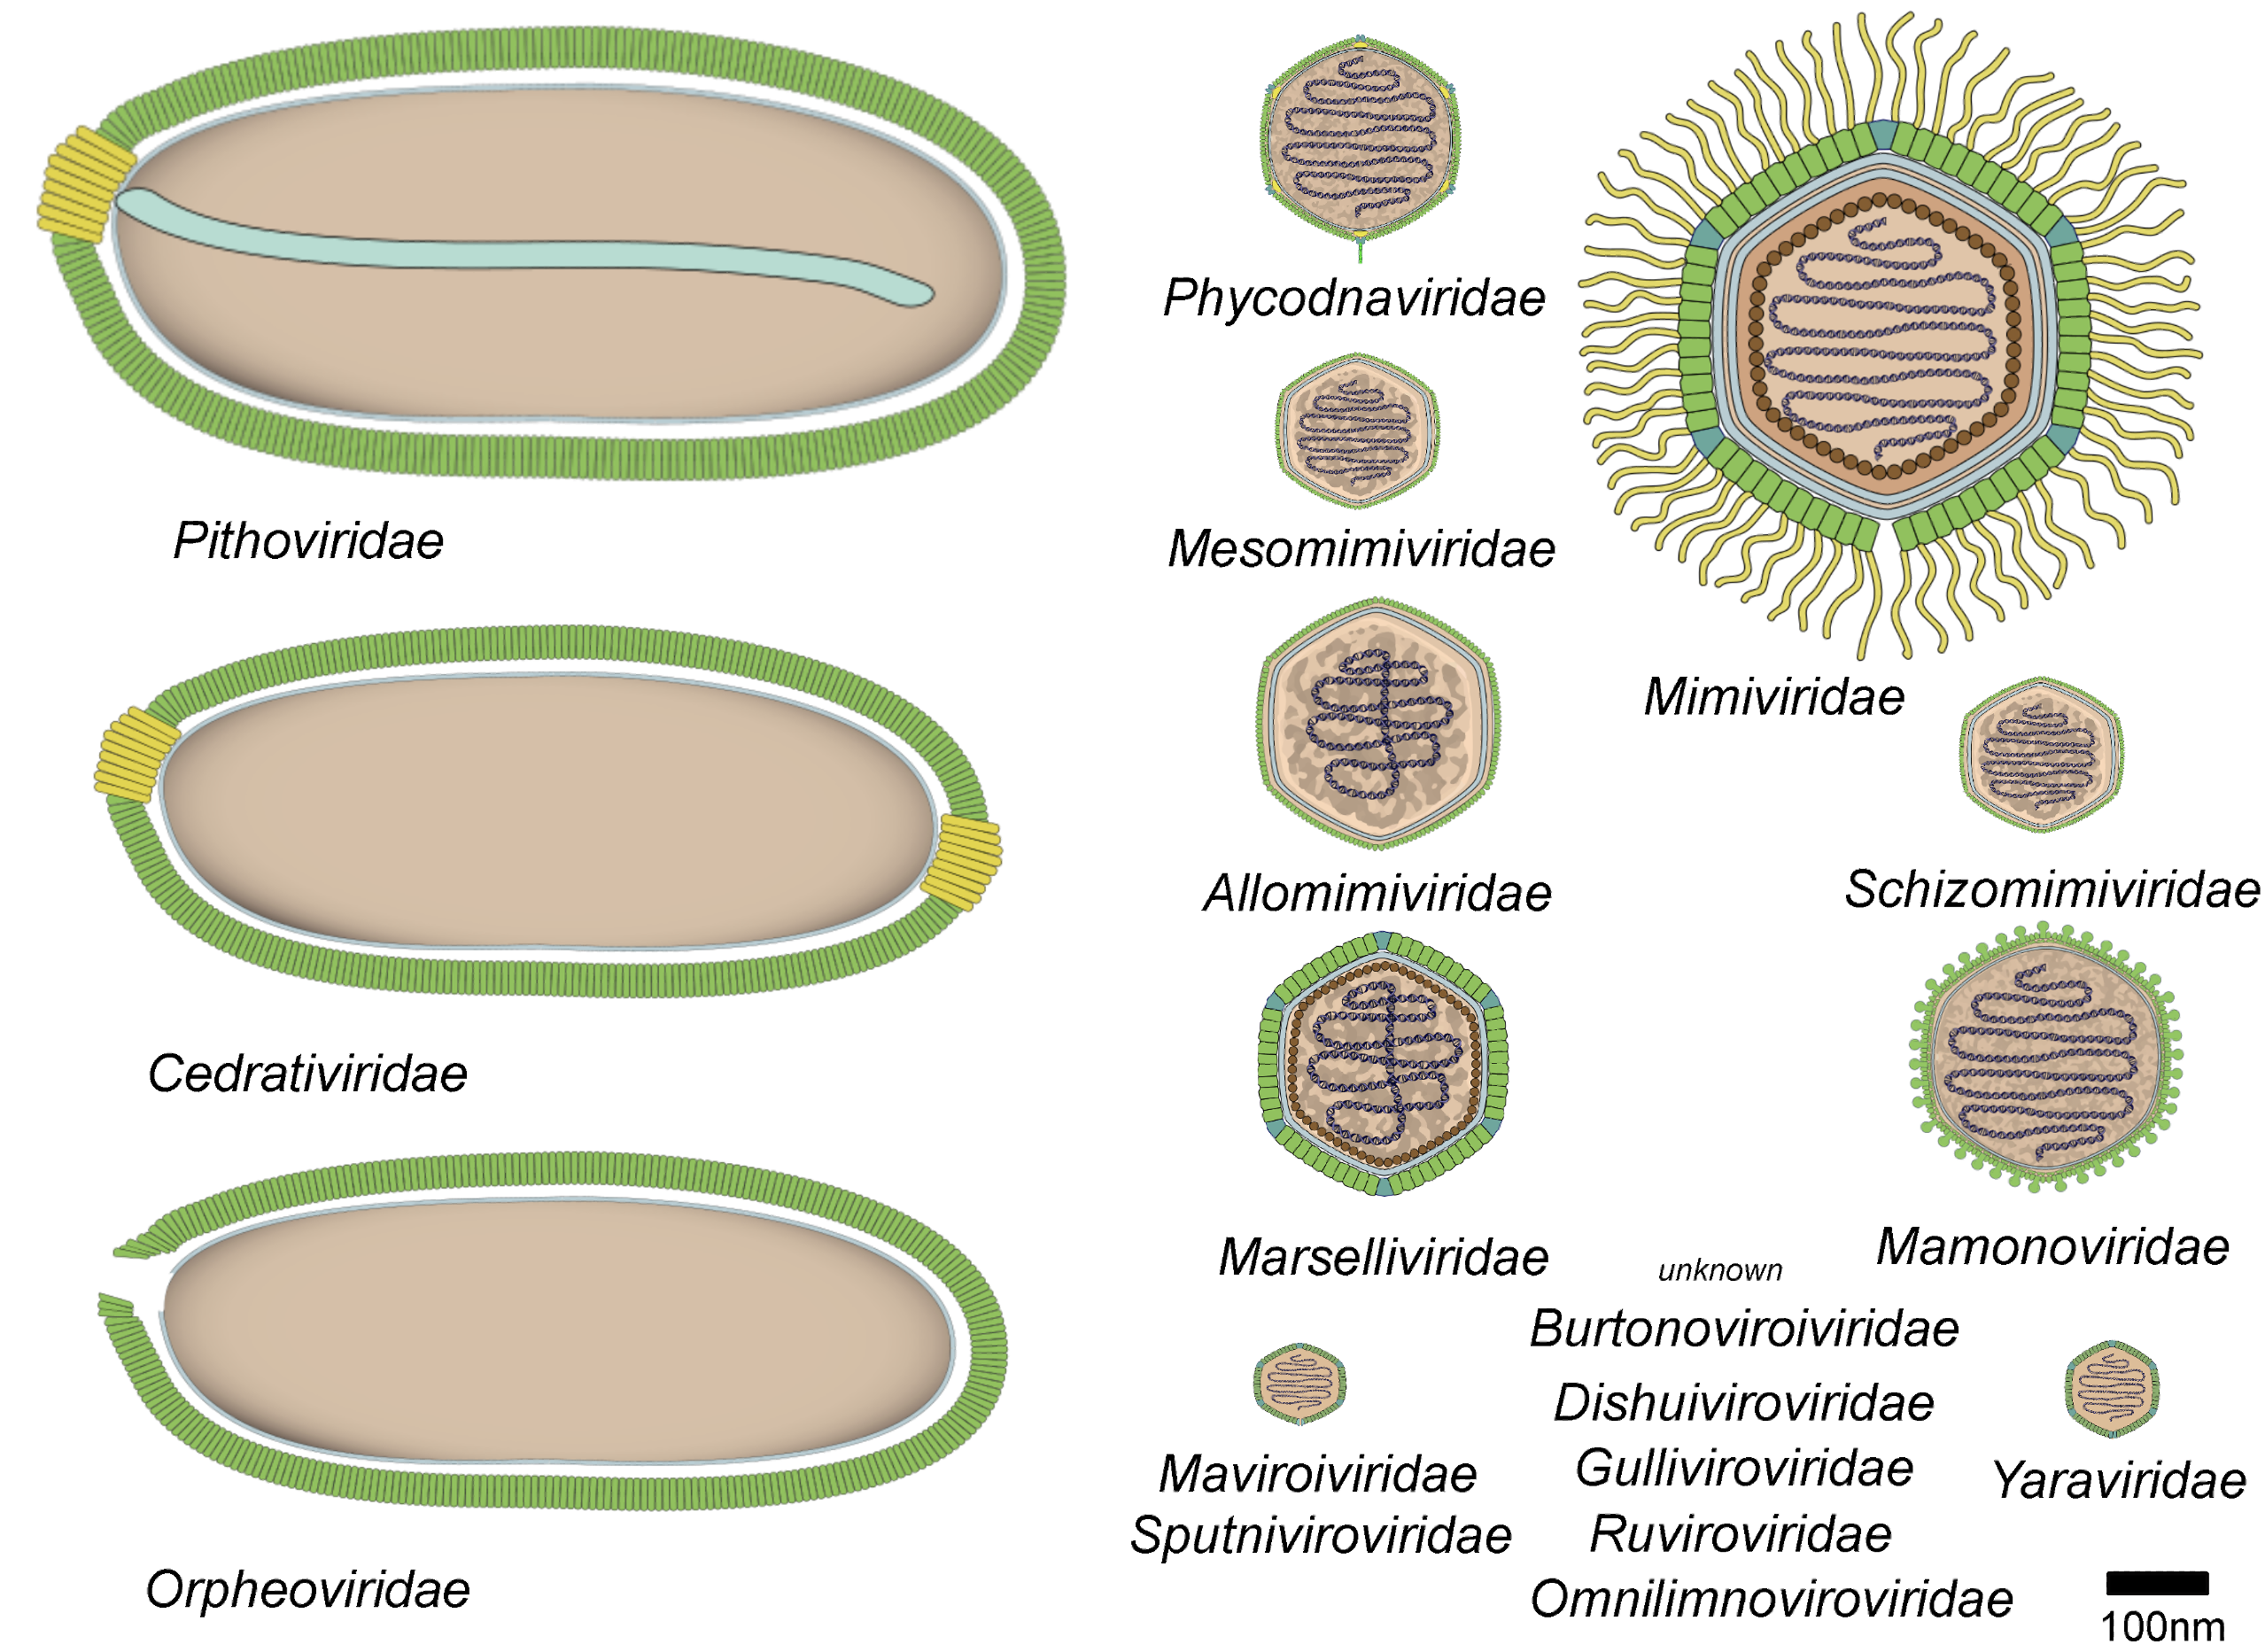 Pithoviridae
Cedrativiridae
Orpheoviridae
Phycodnaviridae
Mesomimiviridae
Allomimiviridae
Marselliviridae
Maviroiviridae
Sputniviroviridae
Mimiviridae
Schizomimiviridae
Mamonoviridae
unknown
Burtonoviroiviridae
Dishuiviroviridae
Gulliviroviridae
Ruviroviridae
Omnilimnoviroviridae
Yaraviridae
100nm